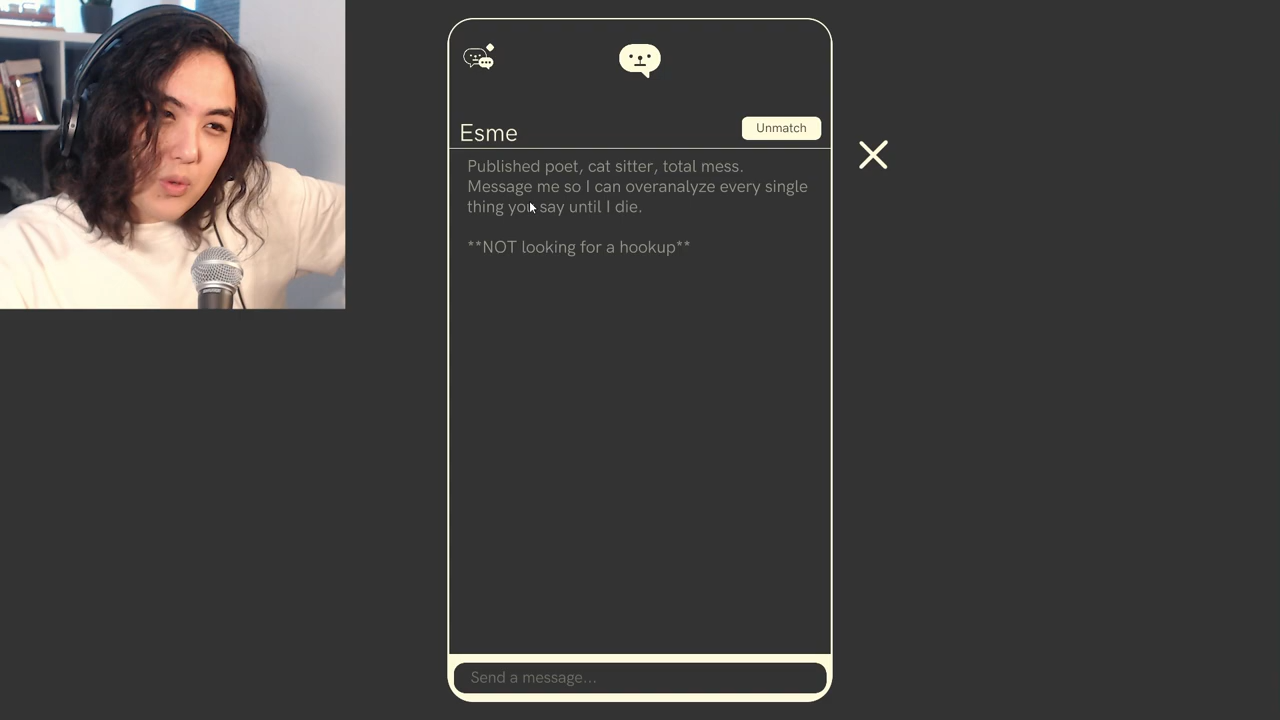 Esme
Unmatch
Published poet, cat sitter, total mess.
Message me so I can overanalyze every single
thing you say until I die.
**NOT looking for a hookup**
Send a message...